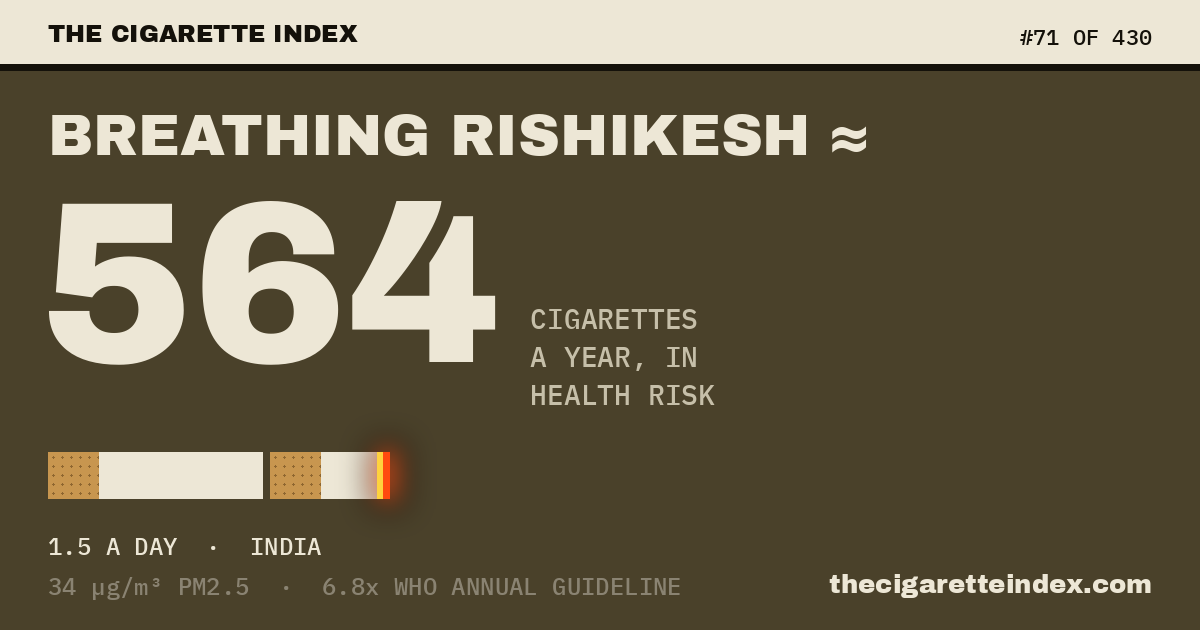 THE CIGARETTE INDEX
#71 OF 430
BREATHING RISHIKESH ≈
564
CIGARETTES
A YEAR, IN
HEALTH RISK
1.5 A DAY · INDIA
34 µg/m³ PM2.5 · 6.8x WHO ANNUAL GUIDELINE
thecigaretteindex.com